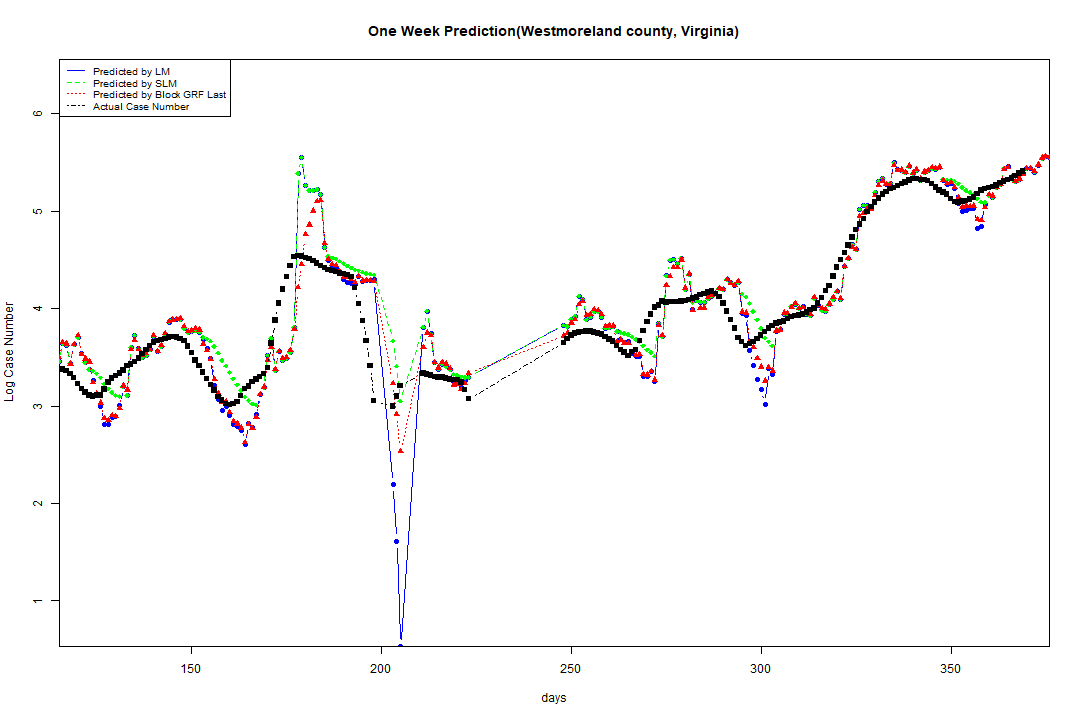 One Week Prediction(Westmoreland county, Virginia)
Predicted by LM
Predicted by SLM
Predicted by Block GRF Last
Actual Case Number
Log Case Number
6
5
4
3
2
1
150 200 250 300 350
days